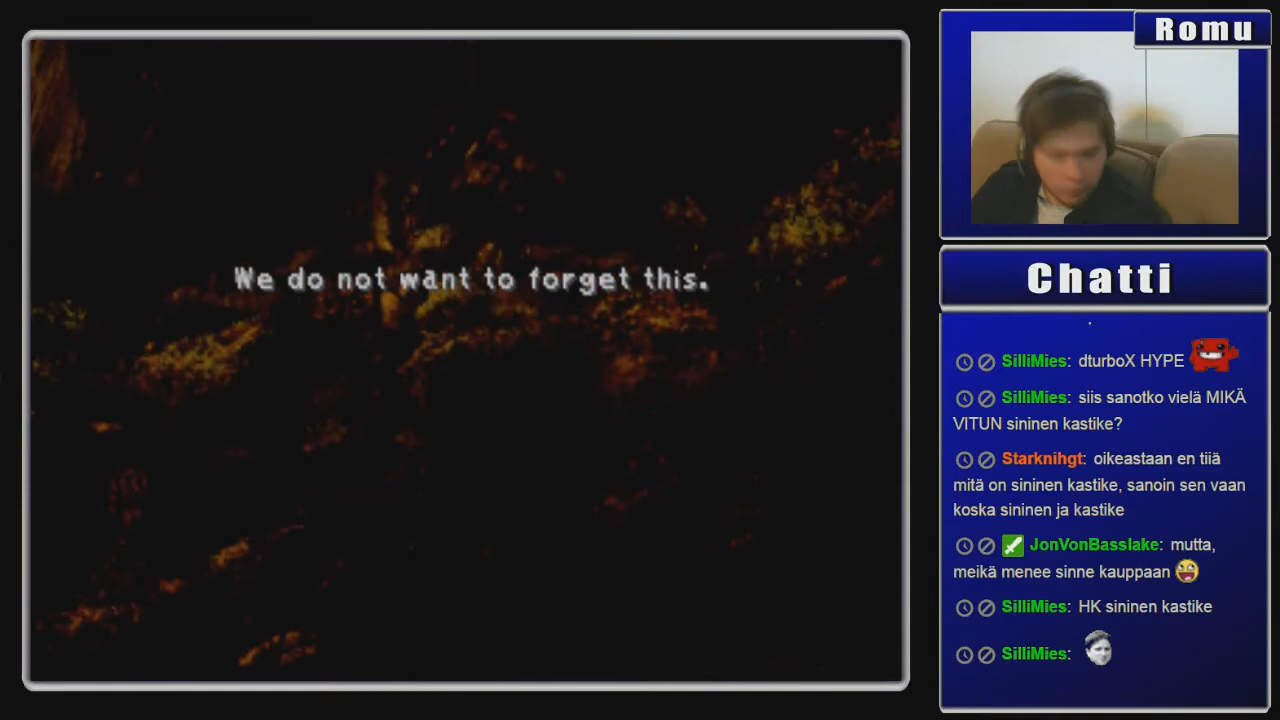 We do not want to forget this.
Romu
Chatti
SilliMies: dturboX HYPE
SilliMies: siis sanotko vielä MIKÄ
VITUN sininen kastike?
Starknihgt: oikeastaan en tiiä
mitä on sininen kastike, sanoin sen vaan
koska sininen ja kastike
JonVonBasslake: mutta,
meikä menee sinne kauppaan
SilliMies: HK sininen kastike
SilliMies: